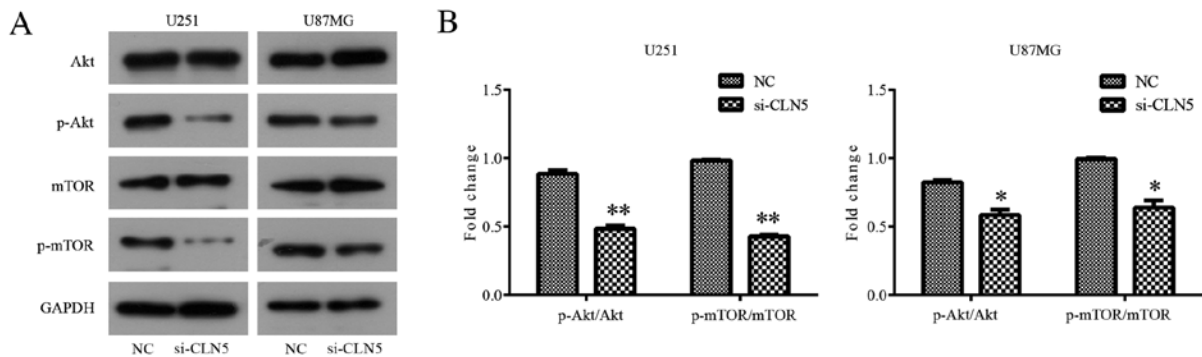 A
U251 U87MG
Akt
p-Akt
mTOR
p-mTOR
GAPDH
NC si-CLN5 NC si-CLN5
B
U251
NC
si-CLN5
Fold change
1.5
1.0
0.5
0.0
**
**
p-Akt/Akt p-mTOR/mTOR
U87MG
NC
si-CLN5
Fold change
1.5
1.0
0.5
0.0
*
*
p-Akt/Akt p-mTOR/mTOR